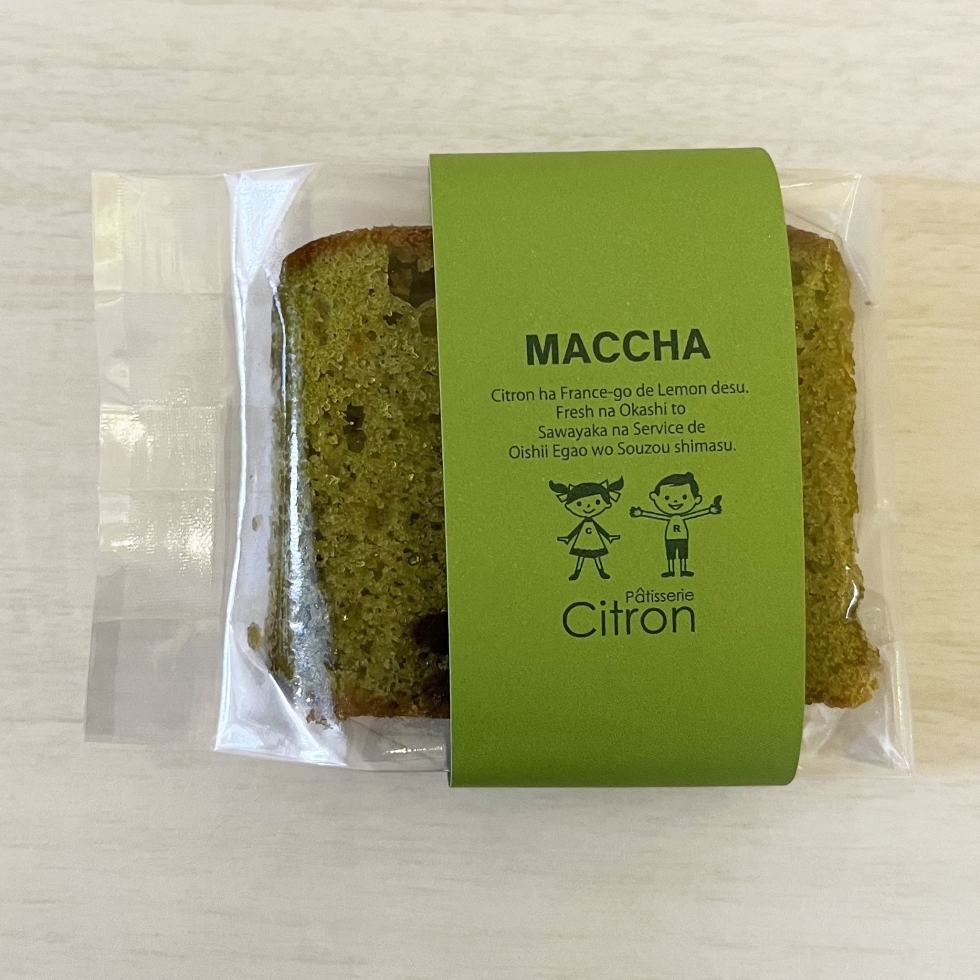 MACCHA
Citron ha France-go de Lemon desu.
Fresh na Okashi to
Sawayaka na Service de
Oishii Egao wo Souzou shimasu.
C
R
Pâtisserie
Citron